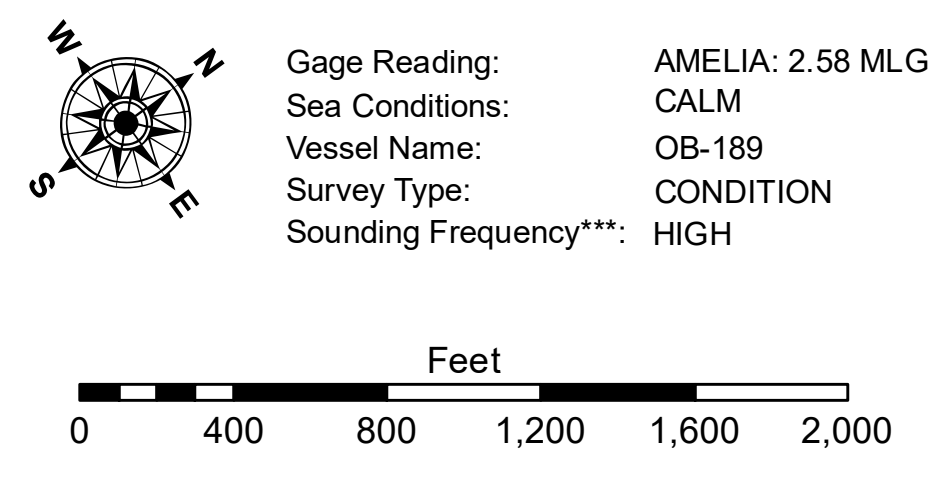 W
N
S
E
Gage Reading: AMELIA: 2.58 MLG
Sea Conditions: CALM
Vessel Name: OB-189
Survey Type: CONDITION
Sounding Frequency***: HIGH
Feet
0 400 800 1,200 1,600 2,000